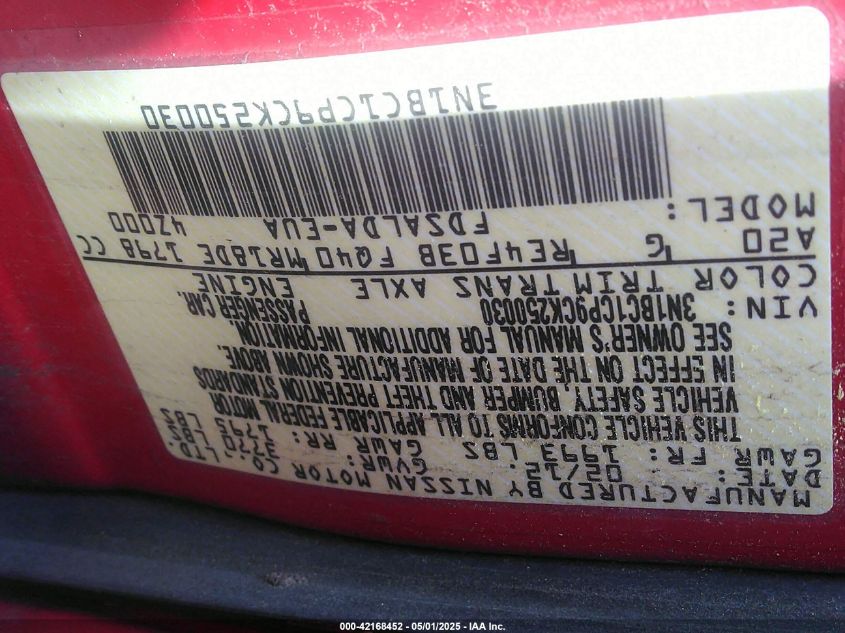 MANUFACTURED BY NISSAN MOTOR CO. LTD.
DATE: 02/12 GVWR: 3770 LBS.
GAWR FR: 1993 LBS GAWR RR: 1795 LBS.
THIS VEHICLE CONFORMS TO ALL APPLICABLE FEDERAL MOTOR
VEHICLE SAFETY, BUMPER AND THEFT PREVENTION STANDARDS
IN EFFECT ON THE DATE OF MANUFACTURE SHOWN ABOVE.
SEE OWNER'S MANUAL FOR ADDITIONAL INFORMATION.
VIN: 3N1BC1CP9CK250030 PASSENGER CAR.
COLOR TRIM TRANS AXLE ENGINE
A20 G RE4F03B FQ40 MR18DE 1798 CC
MODEL: FDSALDA-EUA 42000
3N1BC1CP9CK250030
000-42168452 - 05/01/2025 - IAA Inc.